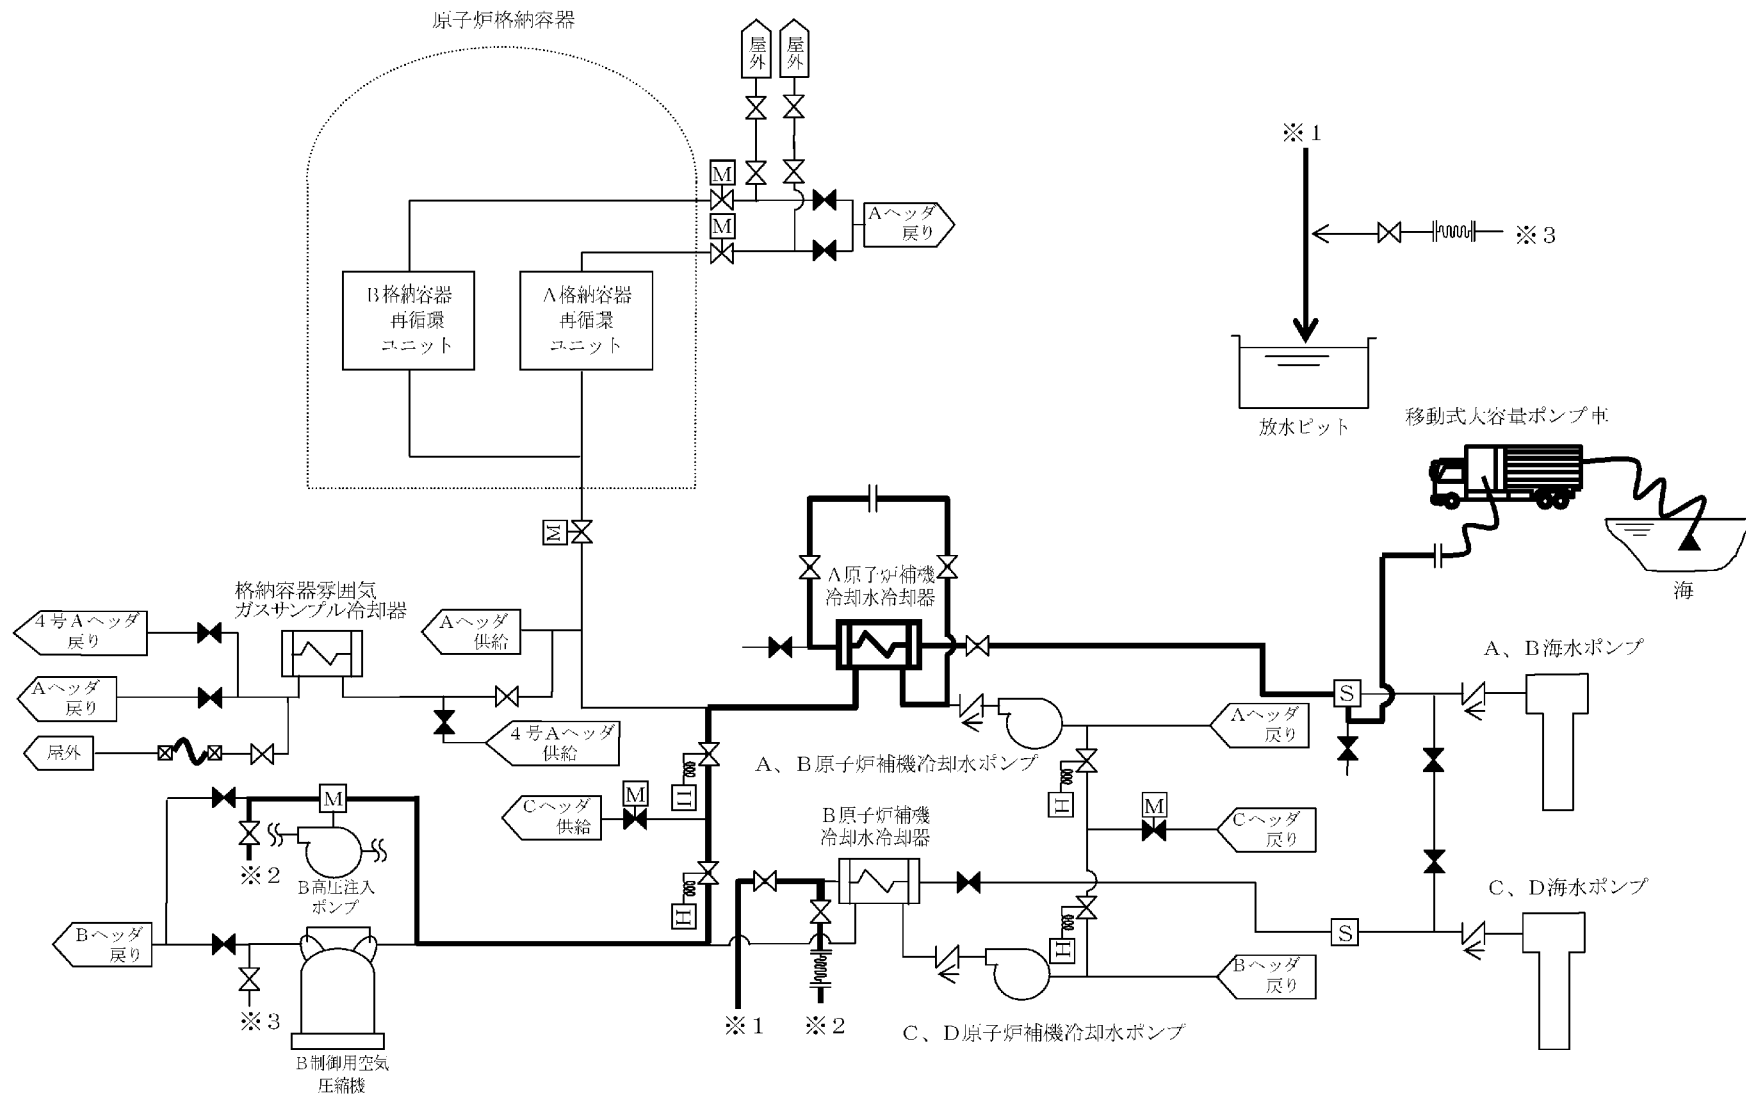 原子炉格納容器
屋外
屋外
※1
M
M
Aヘッダ
戻り
※3
B格納容器
再循環
ユニット
A格納容器
再循環
ユニット
放水ピット
移動式大容量ポンプ車
M
海
格納容器雰囲気
ガスサンプル冷却器
A原子炉補機
冷却水冷却器
4号Aヘッダ
戻り
Aヘッダ
供給
A、B海水ポンプ
Aヘッダ
戻り
S
4号Aヘッダ
供給
Aヘッダ
戻り
屋外
A、B原子炉補機冷却水ポンプ
M
M
H
H
M
Cヘッダ
供給
B原子炉補機
冷却水冷却器
Cヘッダ
戻り
※2
B高圧注入
ポンプ
C、D海水ポンプ
H
Bヘッダ
戻り
S
H
Bヘッダ
戻り
※3
※1
※2
C、D原子炉補機冷却水ポンプ
B制御用空気
圧縮機